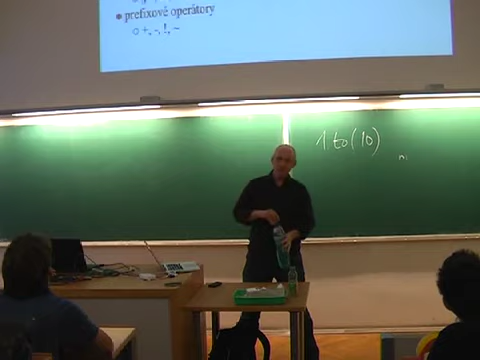 • prefixové operátory
o +, -, !, ~
1 to(10)